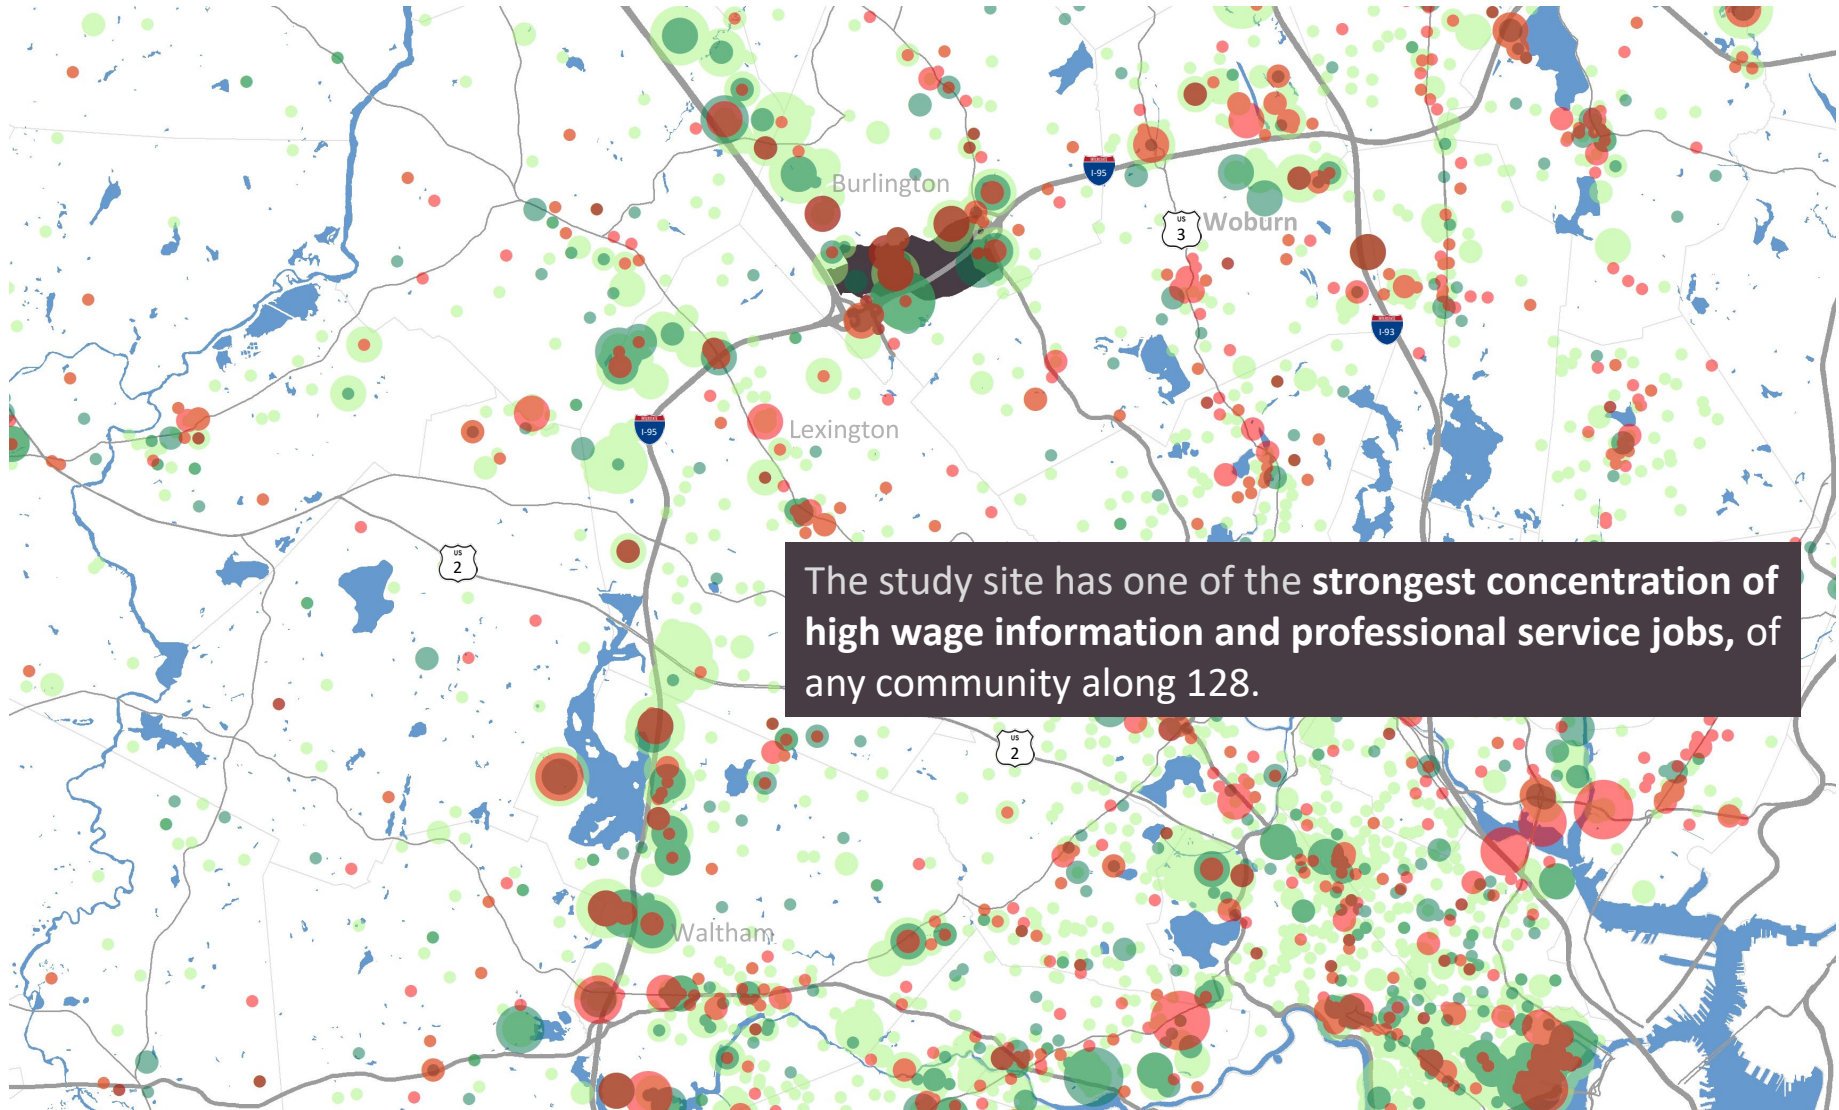 Burlington
I-95
US
3
Woburn
I-93
I-95
Lexington
US
2
The study site has one of the strongest concentration of
high wage information and professional service jobs, of
any community along 128.
US
2
Waltham